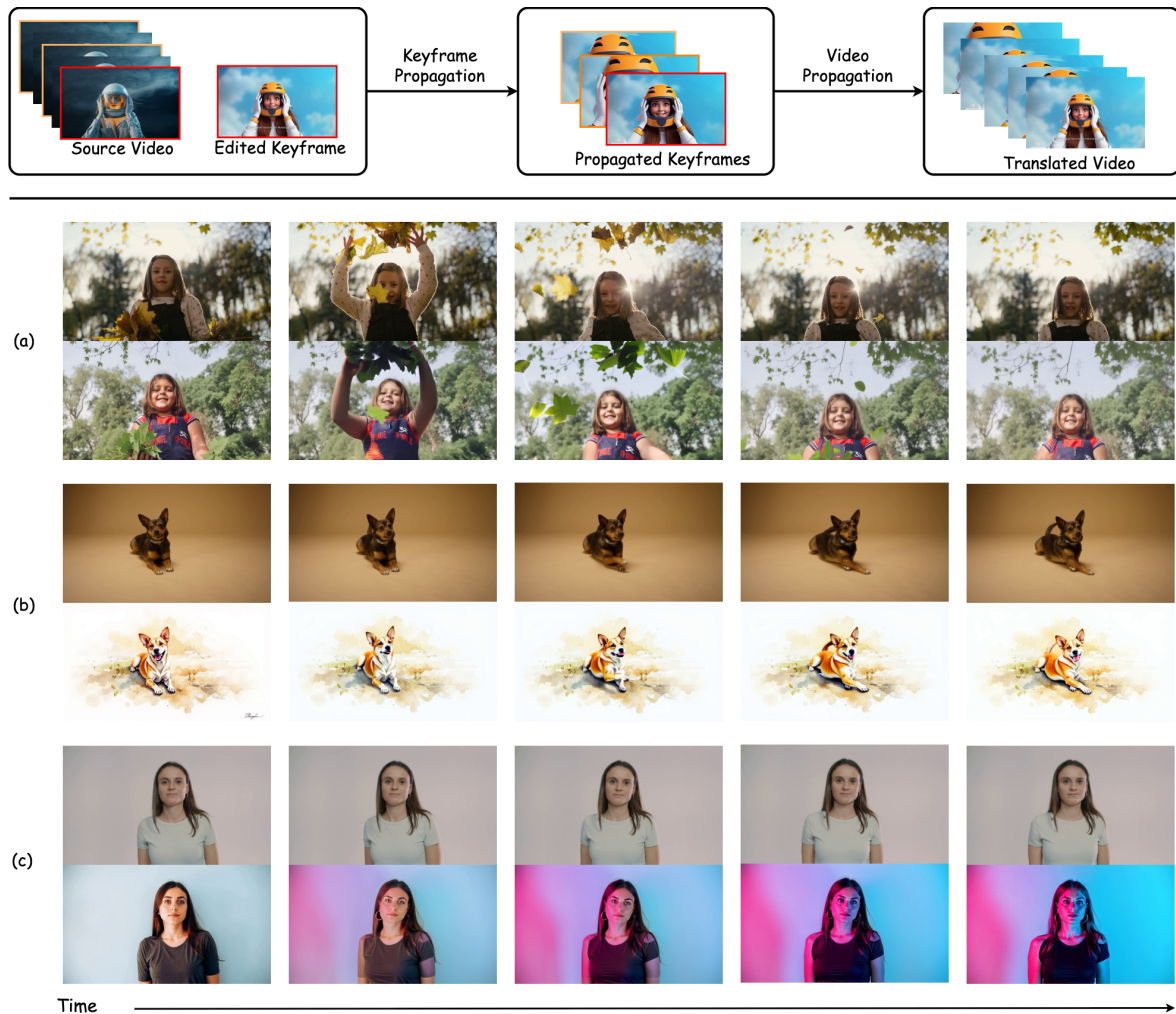 Keyframe
Propagation
Video
Propagation
Source Video
Edited Keyframe
Propagated Keyframes
Translated Video
(a)
(b)
(c)
Time